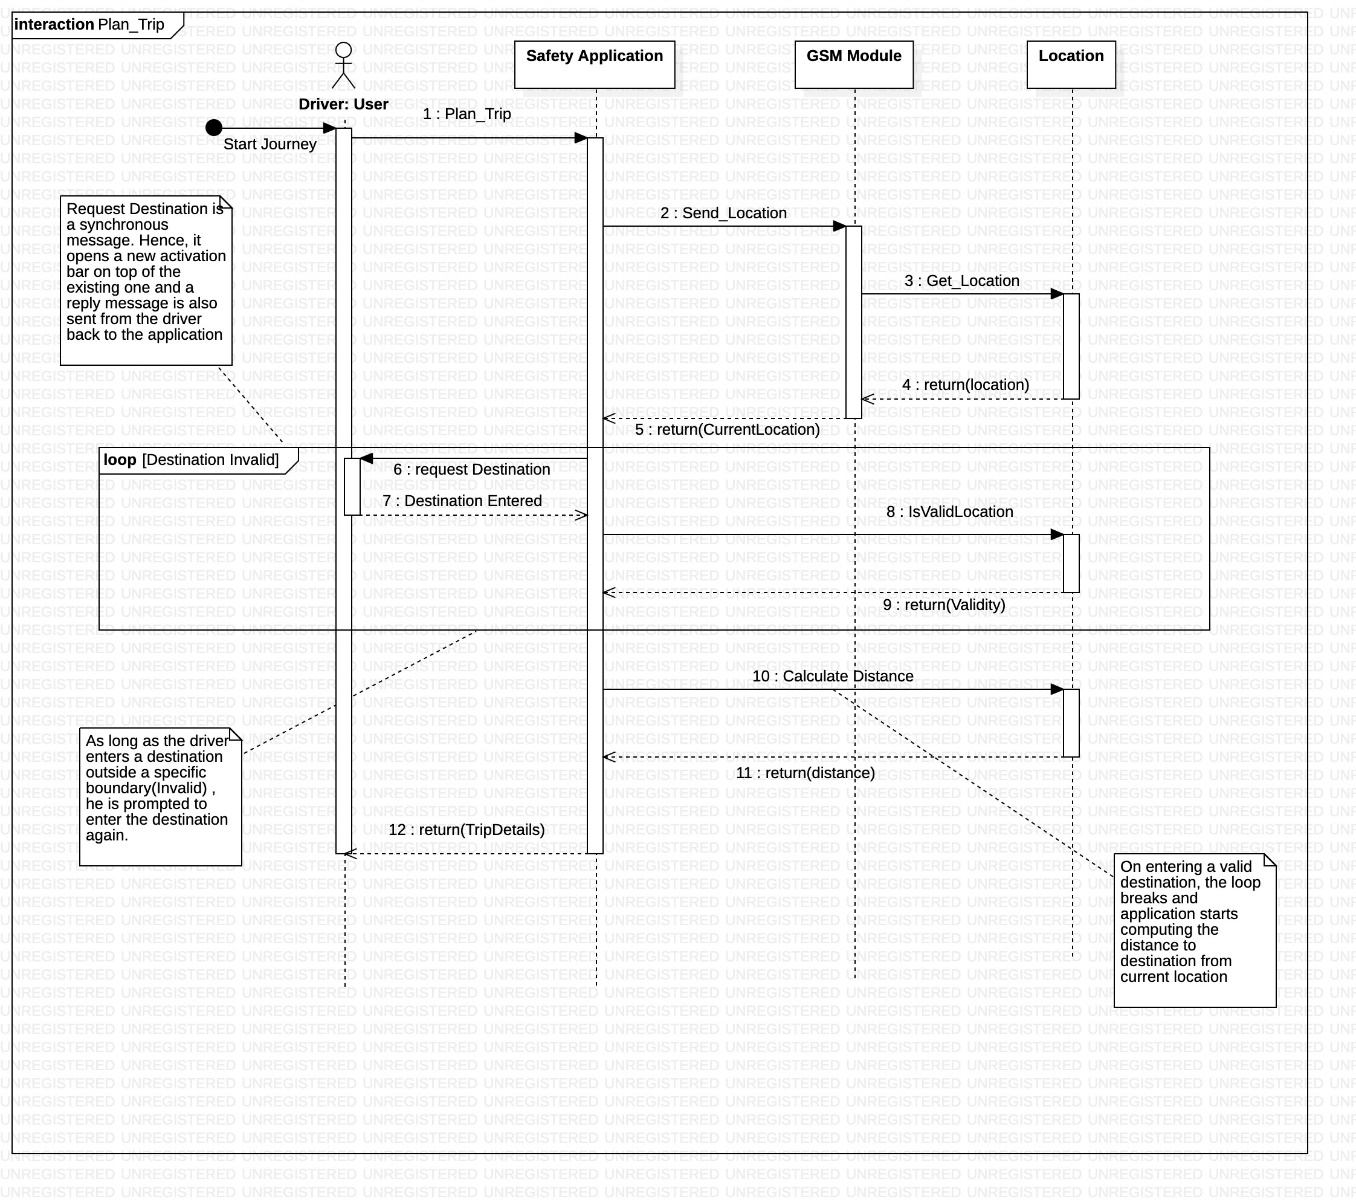 interaction Plan_Trip
Safety Application
GSM Module
Location
Driver: User
1 : Plan_Trip
Start Journey
Request Destination is
a synchronous
message. Hence, it
opens a new activation
bar on top of the
existing one and a
reply message is also
sent from the driver
back to the application
2 : Send_Location
3 : Get_Location
4 : return(location)
5 : return(CurrentLocation)
loop [Destination Invalid]
6 : request Destination
7 : Destination Entered
8 : IsValidLocation
9 : return(Validity)
10 : Calculate Distance
As long as the driver
enters a destination
outside a specific
boundary(Invalid) ,
he is prompted to
enter the destination
again.
11 : return(distance)
12 : return(TripDetails)
On entering a valid
destination, the loop
breaks and
application starts
computing the
distance to
destination from
current location
UNREGISTERED